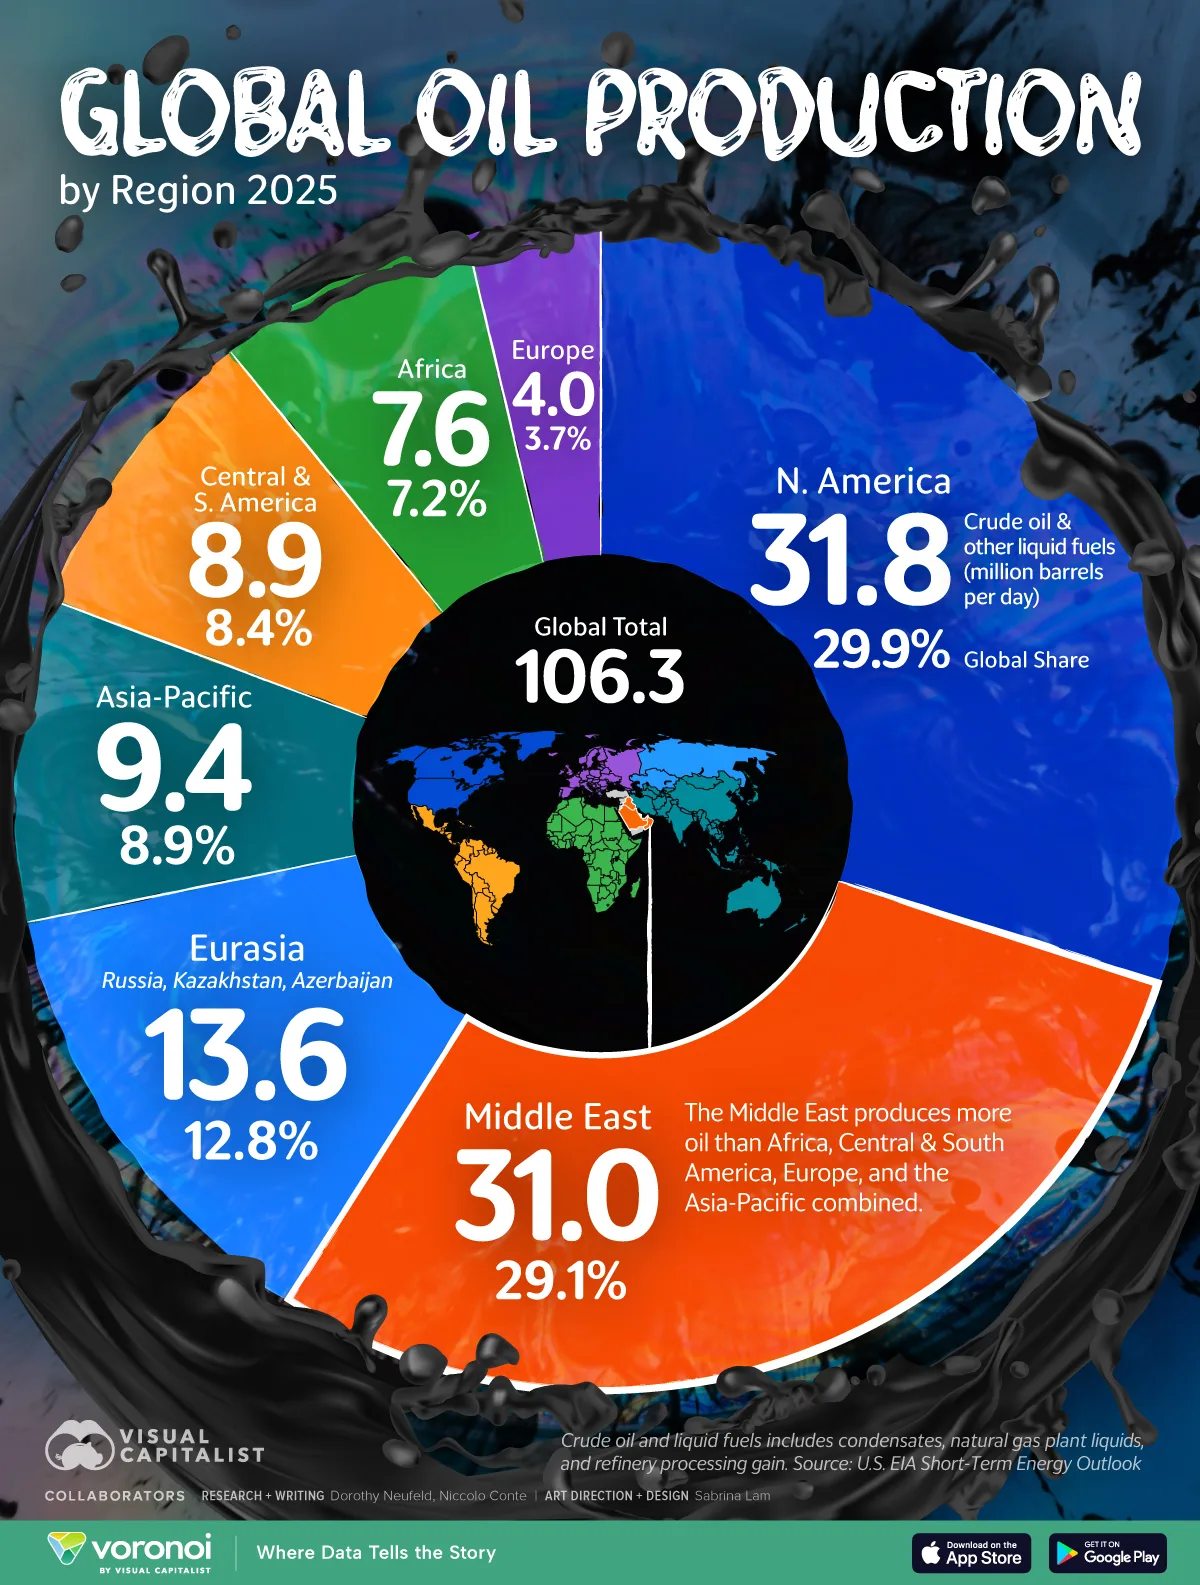 GLOBAL OIL PRODUCTION
by Region 2025
Europe
4.0
3.7%
Africa
7.6
7.2%
Central &
S. America
8.9
8.4%
N. America
31.8
Crude oil &
other liquid fuels
(million barrels
per day)
29.9%
Global Share
Global Total
106.3
Asia-Pacific
9.4
8.9%
Eurasia
Russia, Kazakhstan, Azerbaijan
13.6
12.8%
Middle East
31.0
29.1%
The Middle East produces more
oil than Africa, Central & South
America, Europe, and the
Asia-Pacific combined.
VISUAL
CAPITALIST
Crude oil and liquid fuels includes condensates, natural gas plant liquids,
and refinery processing gain. Source: U.S. EIA Short-Term Energy Outlook
COLLABORATORS RESEARCH + WRITING Dorothy Neufeld, Niccolo Conte | ART DIRECTION + DESIGN Sabrina Lam
voronoi
BY VISUAL CAPITALIST
Where Data Tells the Story
Download on the
App Store
GET IT ON
Google Play